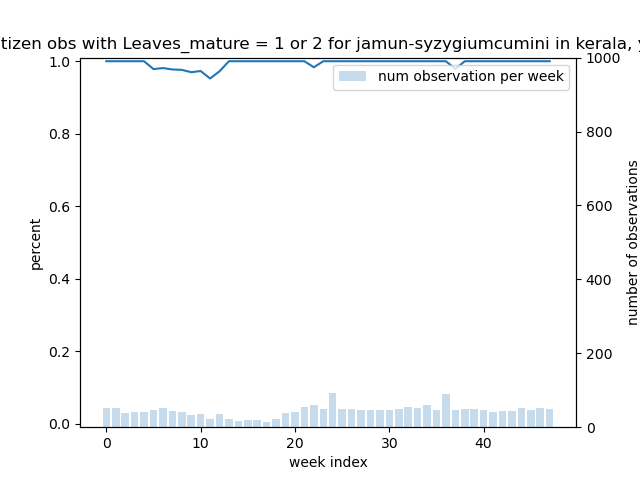 tizen obs with Leaves_mature = 1 or 2 for jamun-syzygiumcumini in kerala,
num observation per week
1.0
0.8
0.6
0.4
0.2
0.0
percent
1000
800
600
400
200
0
number of observations
0 10 20 30 40
week index